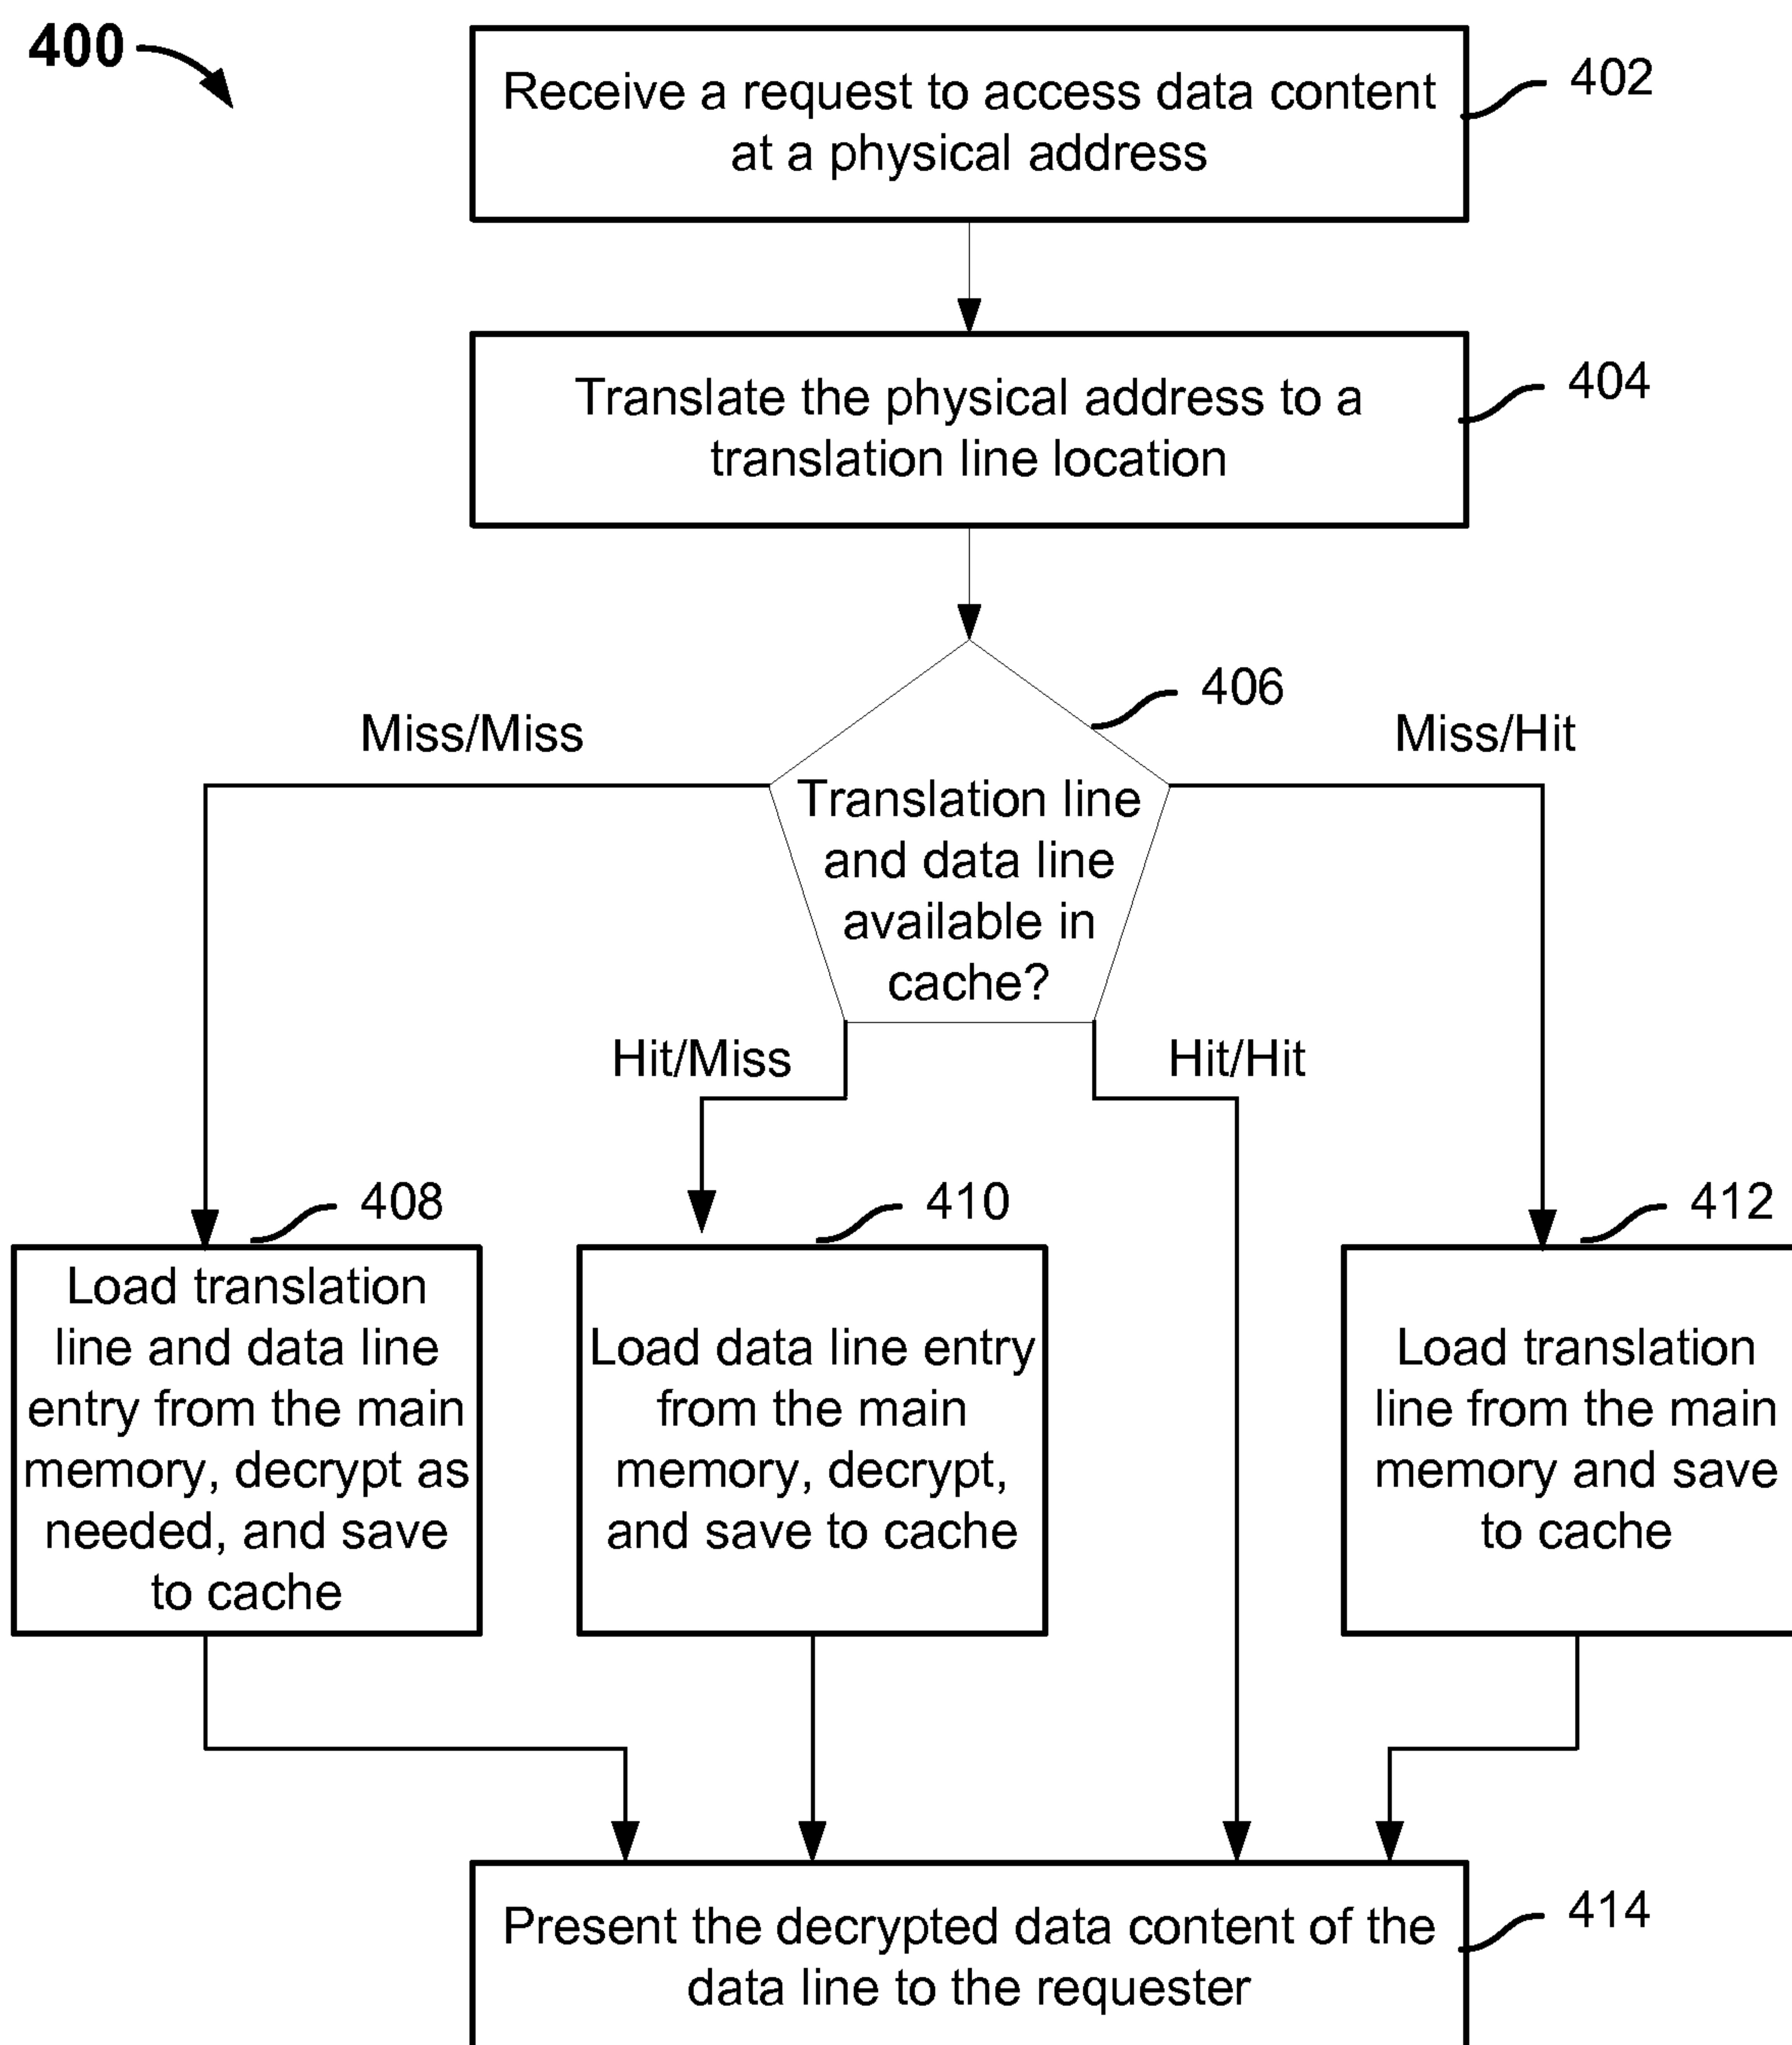 400
Receive a request to access data content
at a physical address
402
Translate the physical address to a
translation line location
404
406
Miss/Miss
Miss/Hit
Translation line
and data line
available in
cache?
Hit/Miss
Hit/Hit
408
410
412
Load translation
line and data line
entry from the main
memory, decrypt as
needed, and save
to cache
Load data line entry
from the main
memory, decrypt,
and save to cache
Load translation
line from the main
memory and save
to cache
Present the decrypted data content of the
data line to the requester
414